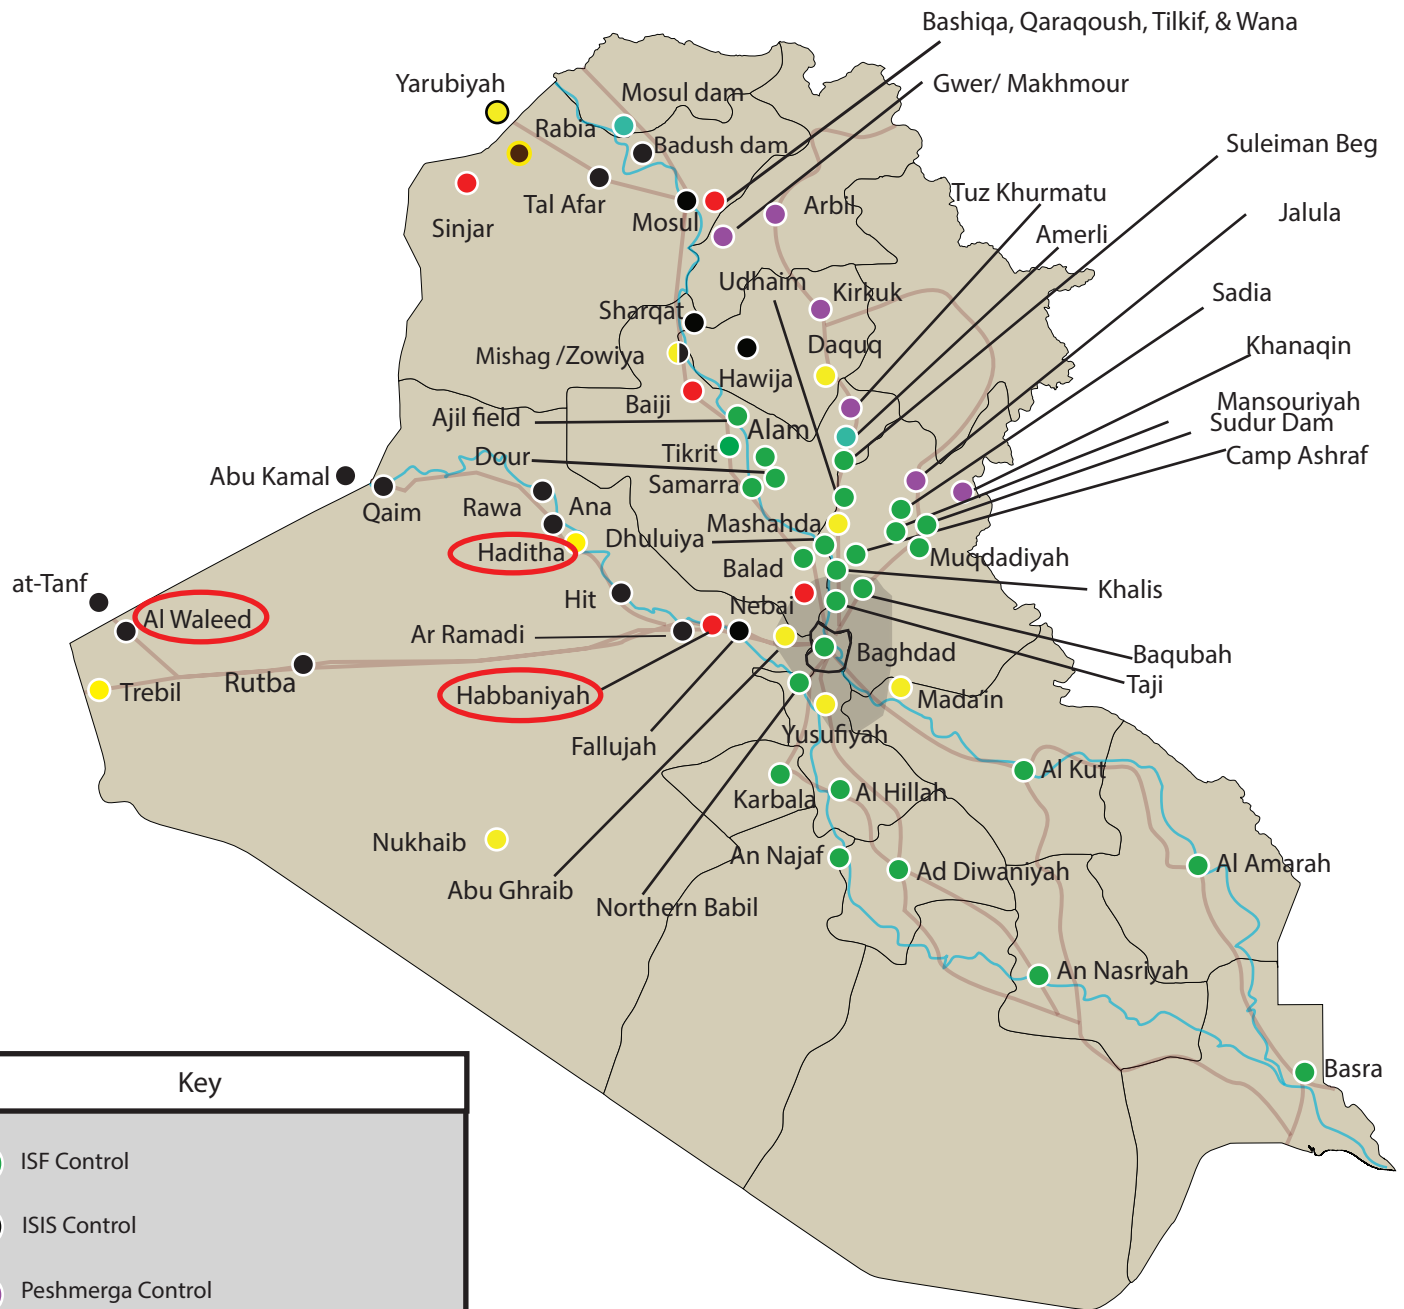 Bashiqa, Qaraqoush, Tilkif, & Wana
Yarubiyah
Mosul dam
Gwer/ Makhmour
Rabia
Badush dam
Suleiman Beg
Tal Afar
Tuz Khurmatu
Sinjar
Mosul
Arbil
Jalula
Amerli
Udhaim
Kirkuk
Sadia
Sharqat
Daquq
Khanaqin
Mishag /Zowiya
Hawija
Mansouriyah
Baiji
Sudur Dam
Ajil field
Alam
Camp Ashraf
Tikrit
Dour
Abu Kamal
Samarra
Qaim
Rawa
Ana
Mashahda
Dhuluiya
Haditha
Muqdadiyah
Balad
at-Tanf
Khalis
Hit
Nebai
Al Waleed
Ar Ramadi
Baghdad
Baqubah
Rutba
Taji
Trebil
Habbaniyah
Mada'in
Fallujah
Yusufiyah
Al Kut
Karbala
Al Hillah
Nukhaib
An Najaf
Ad Diwaniyah
Al Amarah
Abu Ghraib
Northern Babil
An Nasriyah
Basra
Key
ISF Control
ISIS Control
Peshmerga Control